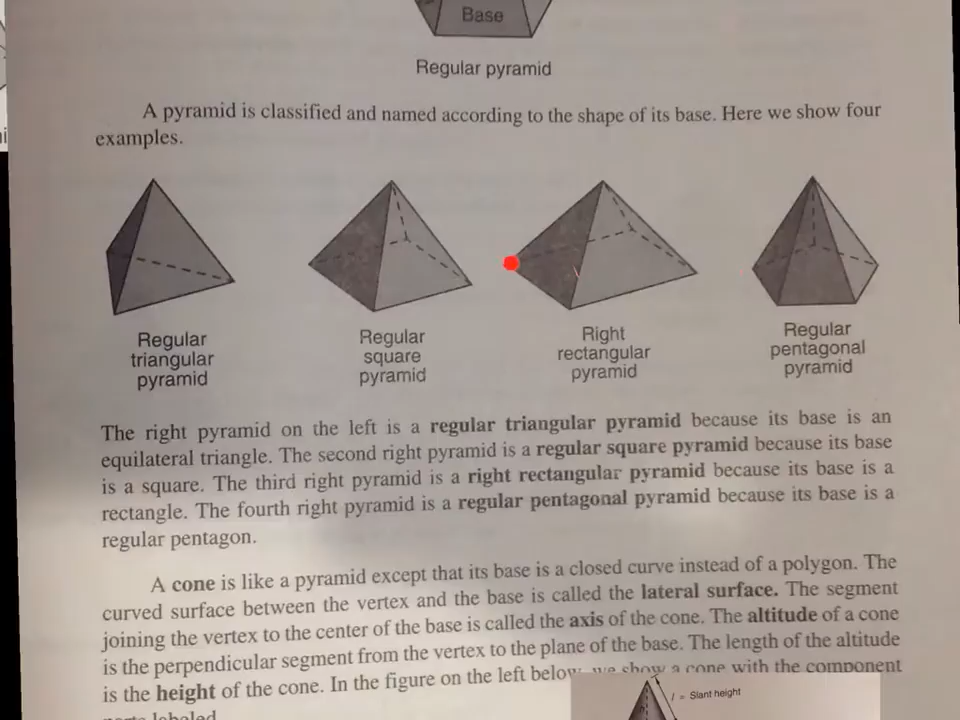 Base
Regular pyramid
A pyramid is classified and named according to the shape of its base. Here we show four
examples.
Regular
triangular
pyramid
Regular
square
pyramid
Right
rectangular
pyramid
Regular
pentagonal
pyramid
The right pyramid on the left is a regular triangular pyramid because its base is an
equilateral triangle. The second right pyramid is a regular square pyramid because its base
is a square. The third right pyramid is a right rectangular pyramid because its base is a
rectangle. The fourth right pyramid is a regular pentagonal pyramid because its base is a
regular pentagon.
A cone is like a pyramid except that its base is a closed curve instead of a polygon. The
curved surface between the vertex and the base is called the lateral surface. The segment
joining the vertex to the center of the base is called the axis of the cone. The altitude of a cone
is the perpendicular segment from the vertex to the plane of the base. The length of the altitude
is the height of the cone. In the figure on the left below, we show a cone with the component
parts labeled
l = Slant height